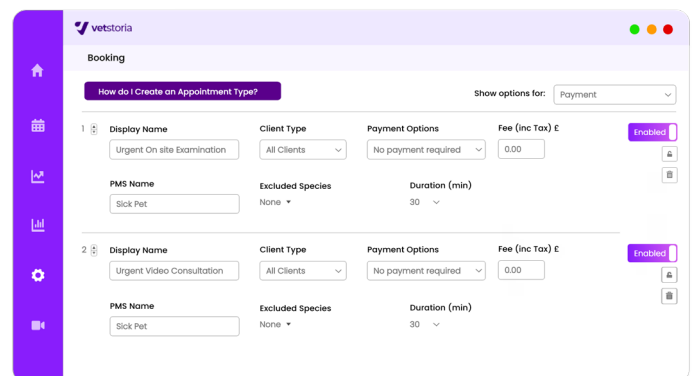 vetstoria
Booking
How do I Create an Appointment Type?
Show options for: Payment
1 Display Name Client Type Payment Options Fee (inc Tax) £ Enabled
Urgent On site Examination All Clients No payment required 0.00
PMS Name Excluded Species Duration (min)
Sick Pet None 30
2 Display Name Client Type Payment Options Fee (inc Tax) £ Enabled
Urgent Video Consultation All Clients No payment required 0.00
PMS Name Excluded Species Duration (min)
Sick Pet None 30